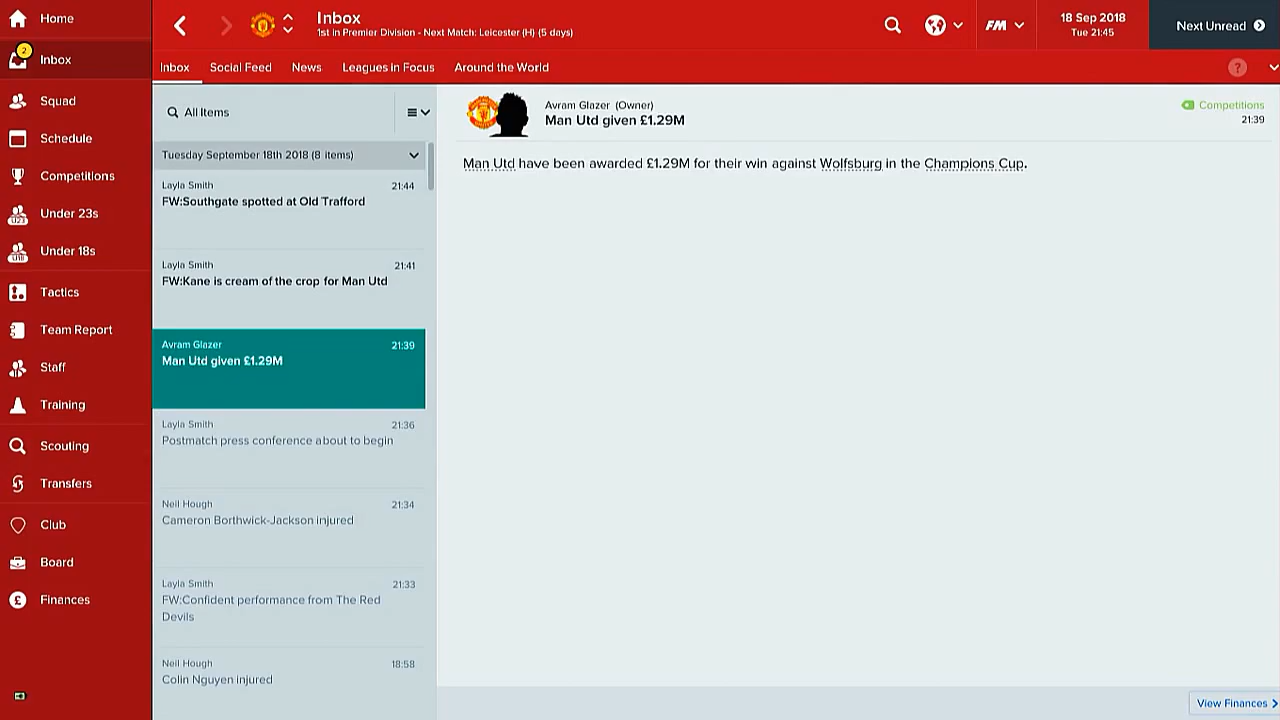 Home
2
Inbox
Squad
Schedule
Competitions
Under 23s
Under 18s
Tactics
Team Report
Staff
Training
Scouting
Transfers
Club
Board
Finances
Inbox
1st in Premier Division - Next Match: Leicester (H) (5 days)
FM
18 Sep 2018
Tue 21:45
Next Unread
Inbox
Social Feed
News
Leagues in Focus
Around the World
?
All Items
Tuesday September 18th 2018 (8 items)
Layla Smith 21:44
FW:Southgate spotted at Old Trafford
Layla Smith 21:41
FW:Kane is cream of the crop for Man Utd
Avram Glazer 21:39
Man Utd given £1.29M
Layla Smith 21:36
Postmatch press conference about to begin
Neil Hough 21:34
Cameron Borthwick-Jackson injured
Layla Smith 21:33
FW:Confident performance from The Red
Devils
Neil Hough 18:58
Colin Nguyen injured
Avram Glazer (Owner)
Man Utd given £1.29M
Competitions
21:39
Man Utd have been awarded £1.29M for their win against Wolfsburg in the Champions Cup.
View Finances